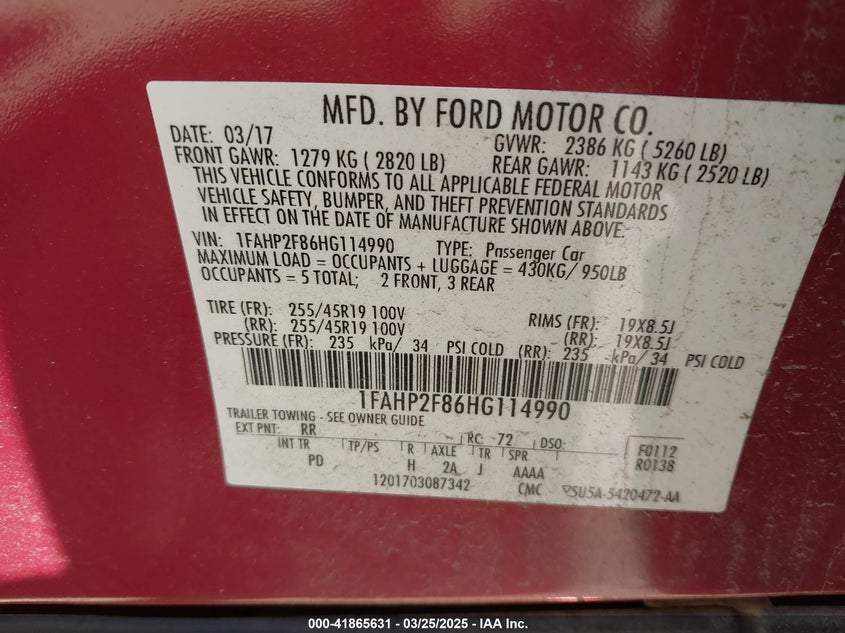 MFD. BY FORD MOTOR CO.
DATE: 03/17 GVWR: 2386 KG ( 5260 LB)
FRONT GAWR: 1279 KG ( 2820 LB) REAR GAWR: 1143 KG ( 2520 LB)
THIS VEHICLE CONFORMS TO ALL APPLICABLE FEDERAL MOTOR
VEHICLE SAFETY, BUMPER, AND THEFT PREVENTION STANDARDS
IN EFFECT ON THE DATE OF MANUFACTURE SHOWN ABOVE.
VIN: 1FAHP2F86HG114990 TYPE: Passenger Car
MAXIMUM LOAD = OCCUPANTS + LUGGAGE = 430KG/ 950LB
OCCUPANTS = 5 TOTAL; 2 FRONT, 3 REAR
TIRE (FR): 255/45R19 100V RIMS (FR): 19X8.5J
(RR): 255/45R19 100V (RR): 19X8.5J
PRESSURE (FR): 235 kPa/ 34 PSI COLD (RR): 235 kPa/ 34 PSI COLD
1FAHP2F86HG114990
TRAILER TOWING - SEE OWNER GUIDE
EXT PNT: RR RC: 72 DSO: F0112
INT TR TP/PS R AXLE TR SPR R0138
PD H 2A J AAAA
1201703087342 CMC 5U5A-5420472-AA
000-41865631 - 03/25/2025 - IAA Inc.